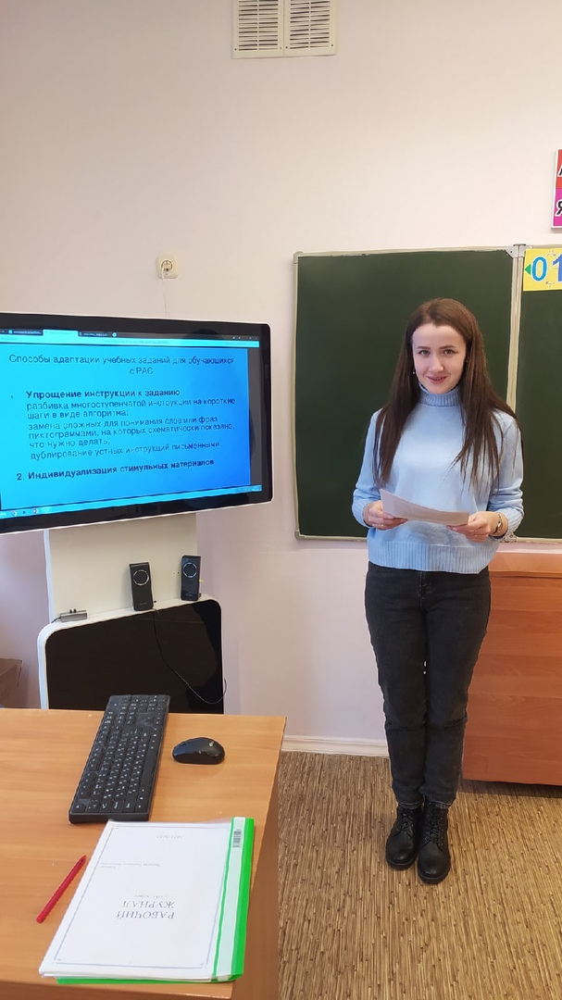 Способы адаптации учебных заданий для обучающихся
с РАС
Упрощение инструкции к заданию
разбивка многоступенчатой инструкции на короткие
шаги в виде алгоритма;
замена сложных для понимания слов или фраз
пиктограммами, на которых схематически показано,
что нужно делать;
дублирование устных инструкций письменными
2 Индивидуализация стимульных материалов
Я
01
РАБОЧИЙ
ЖУРНАЛ